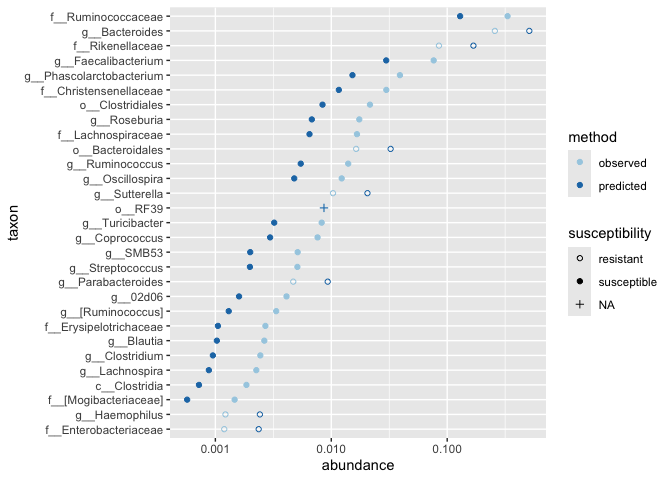 f__Ruminococcaceae
g__Bacteroides
f__Rikenellaceae
g__Faecalibacterium
g__Phascolarctobacterium
f__Christensenellaceae
o__Clostridiales
g__Roseburia
f__Lachnospiraceae
o__Bacteroidales
g__Ruminococcus
g__Oscillospira
g__Sutterella
o__RF39
g__Turicibacter
g__Coprococcus
g__SMB53
g__Streptococcus
g__Parabacteroides
g__02d06
g__[Ruminococcus]
f__Erysipelotrichaceae
g__Blautia
g__Clostridium
g__Lachnospira
c__Clostridia
f__[Mogibacteriaceae]
g__Haemophilus
f__Enterobacteriaceae
taxon
0.001 0.010 0.100
abundance
method
observed
predicted
susceptibility
resistant
susceptible
NA